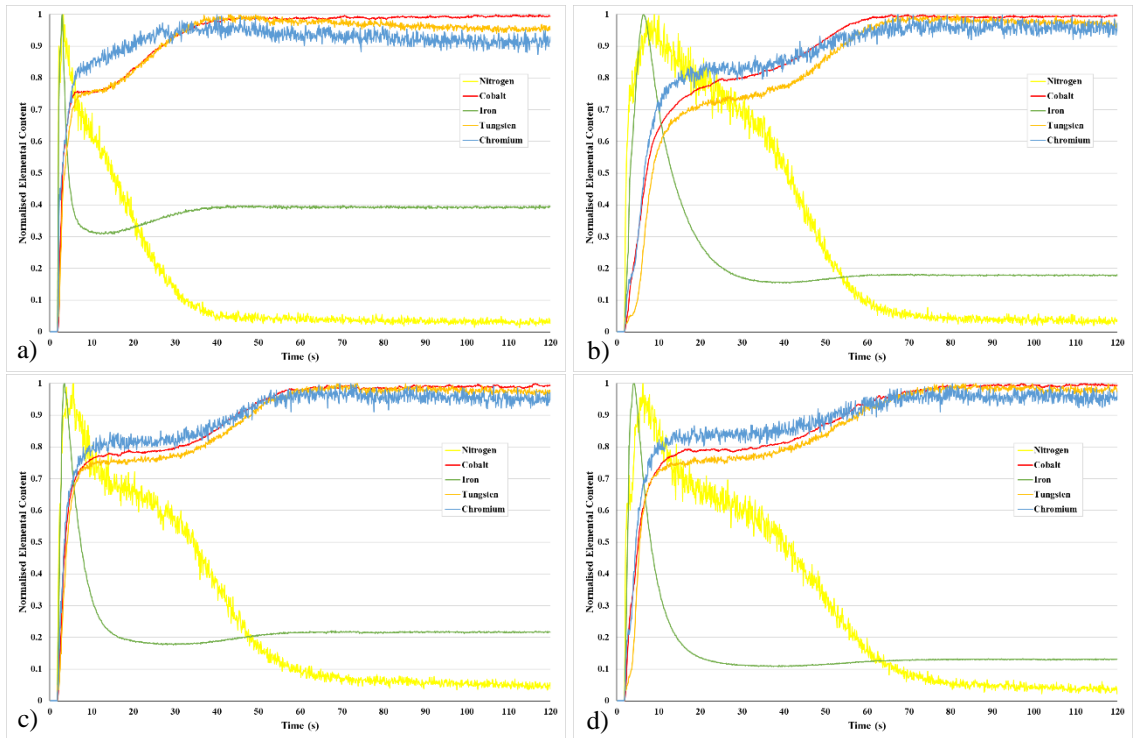 1
0.9
0.8
0.7
0.6
0.5
0.4
0.3
0.2
0.1
0
Normalised Elemental Content
Nitrogen
Cobalt
Iron
Tungsten
Chromium
0 10 20 30 40 50 60 70 80 90 100 110 120
Time (s)
a)
1
0.9
0.8
0.7
0.6
0.5
0.4
0.3
0.2
0.1
0
Normalised Elemental Content
Nitrogen
Cobalt
Iron
Tungsten
Chromium
0 10 20 30 40 50 60 70 80 90 100 110 120
Time (s)
b)
1
0.9
0.8
0.7
0.6
0.5
0.4
0.3
0.2
0.1
0
Normalised Elemental Content
Nitrogen
Cobalt
Iron
Tungsten
Chromium
0 10 20 30 40 50 60 70 80 90 100 110 120
Time (s)
c)
1
0.9
0.8
0.7
0.6
0.5
0.4
0.3
0.2
0.1
0
Normalised Elemental Content
Nitrogen
Cobalt
Iron
Tungsten
Chromium
0 10 20 30 40 50 60 70 80 90 100 110 120
Time (s)
d)